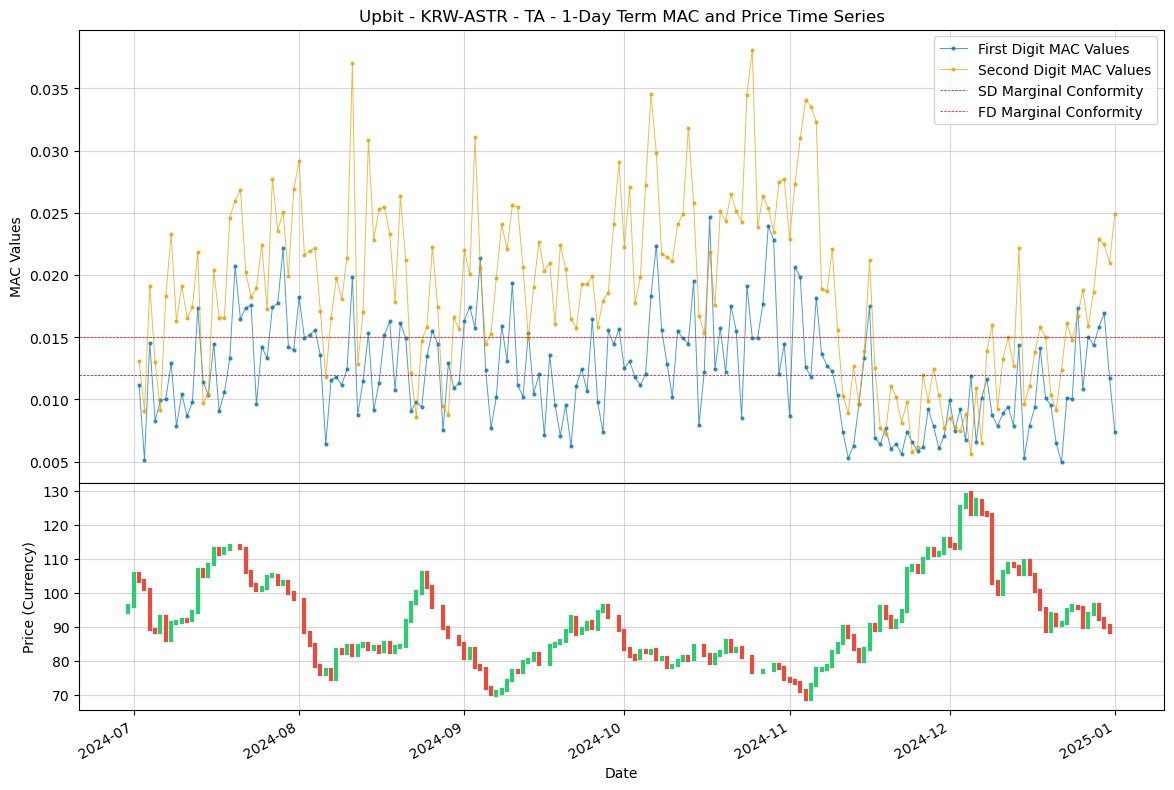 Upbit - KRW-ASTR - TA - 1-Day Term MAC and Price Time Series
First Digit MAC Values
Second Digit MAC Values
SD Marginal Conformity
FD Marginal Conformity
MAC Values
0.035
0.030
0.025
0.020
0.015
0.010
0.005
Price (Currency)
130
120
110
100
90
80
70
2024-07
2024-08
2024-09
2024-10
2024-11
2024-12
2025-01
Date